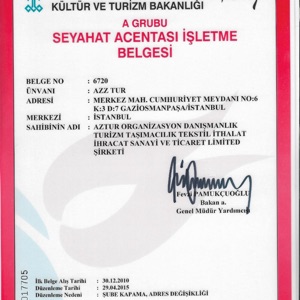 KÜLTÜR VE TURİZM BAKANLIĞI
A GRUBU
SEYAHAT ACENTASI İŞLETME
BELGESİ
BELGE NO : 6720
ÜNVANI : AZZ TUR
ADRESİ : MERKEZ MAH. CUMHURİYET MEYDANI NO:6
K:3 D:7 GAZİOSMANPAŞA/İSTANBUL
MERKEZİ : İSTANBUL
SAHİBİNİN ADI : AZTUR ORGANİZASYON DANIŞMANLIK
TURİZM TAŞIMACILIK TEKSTİL İTHALAT
İHRACAT SANAYİ VE TİCARET LİMİTED
ŞİRKETİ
Fevzi PAMUKÇUOĞLU
Bakan a.
Genel Müdür Yardımcısı
İlk Belge Alış Tarihi : 30.12.2010
Düzenleme Tarihi : 29.04.2015
Düzenleme Nedeni : ŞUBE KAPAMA, ADRES DEĞİŞİKLİĞİ
017705